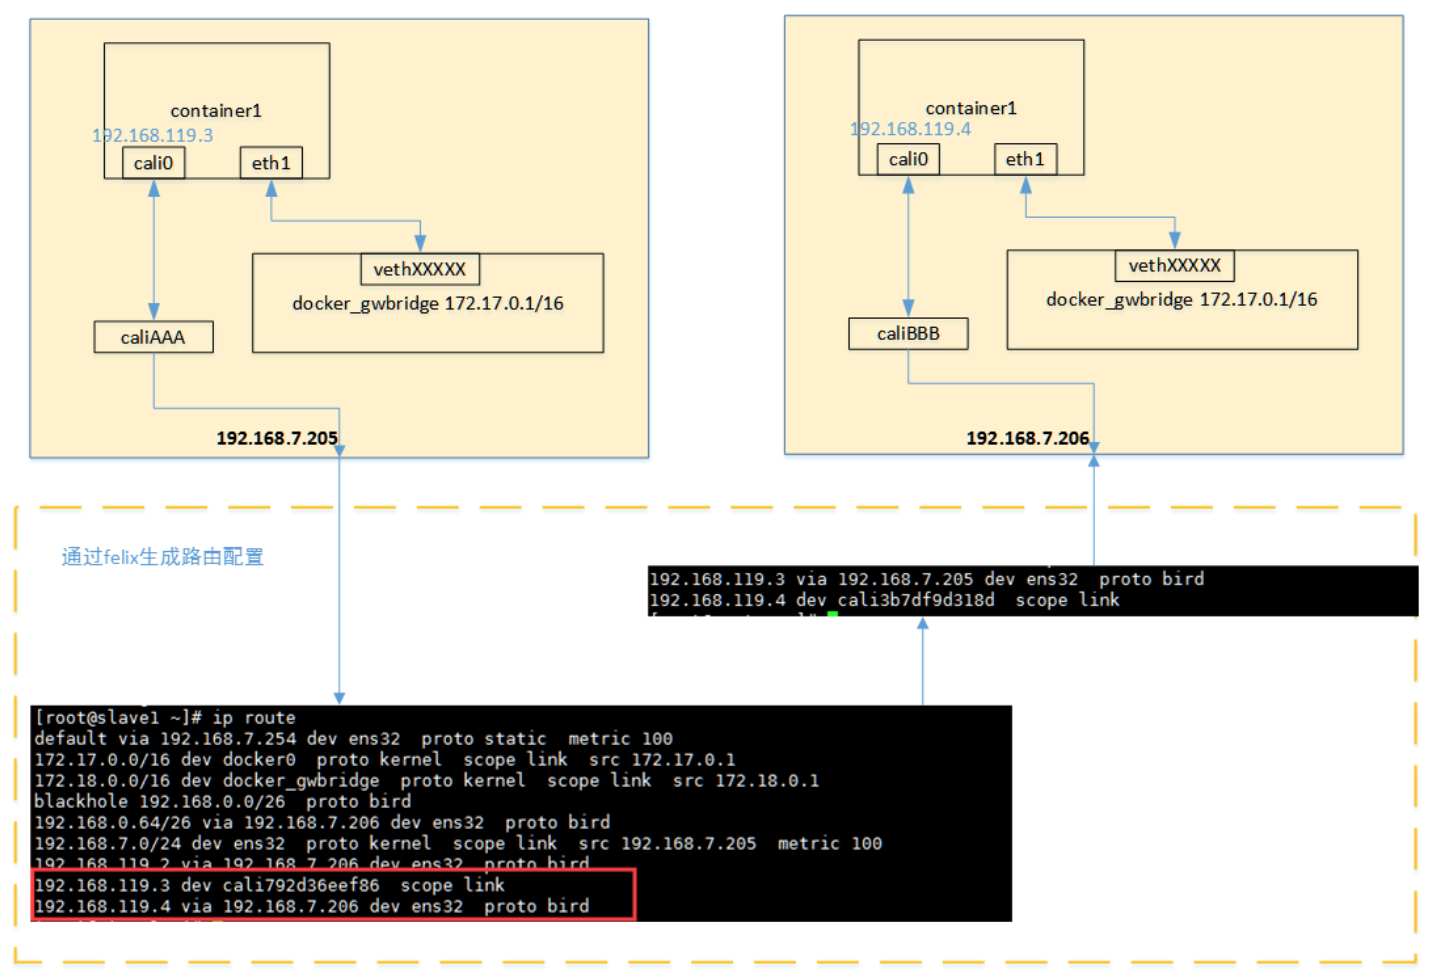 container1
192.168.119.3
cali0
eth1
vethXXXXX
docker_gwbridge 172.17.0.1/16
caliAAA
192.168.7.205
container1
192.168.119.4
cali0
eth1
vethXXXXX
docker_gwbridge 172.17.0.1/16
caliBBB
192.168.7.206
通过felix生成路由配置
192.168.119.3 via 192.168.7.205 dev ens32  proto bird
192.168.119.4 dev cali3b7df9d318d  scope link
[root@slave1 ~]# ip route
default via 192.168.7.254 dev ens32  proto static  metric 100
172.17.0.0/16 dev docker0  proto kernel  scope link  src 172.17.0.1
172.18.0.0/16 dev docker_gwbridge  proto kernel  scope link  src 172.18.0.1
blackhole 192.168.0.0/26  proto bird
192.168.0.64/26 via 192.168.7.206 dev ens32  proto bird
192.168.7.0/24 dev ens32  proto kernel  scope link  src 192.168.7.205  metric 100
192.168.119.2 via 192.168.7.206 dev ens32  proto bird
192.168.119.3 dev cali792d36eef86  scope link
192.168.119.4 via 192.168.7.206 dev ens32  proto bird